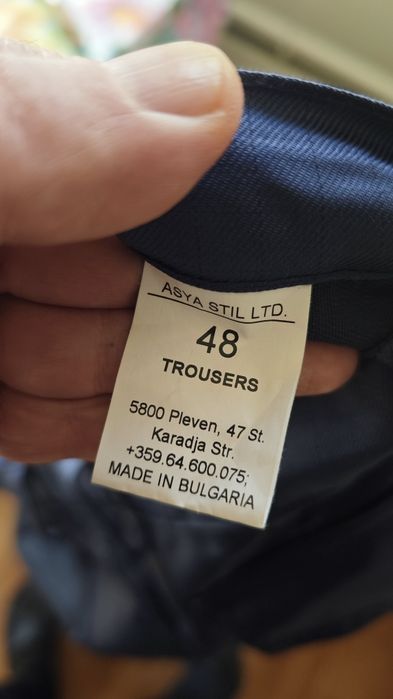 ASYA STIL LTD.
48
TROUSERS
5800 Pleven, 47 St.
Karadja Str.
+359.64.600.075;
MADE IN BULGARIA